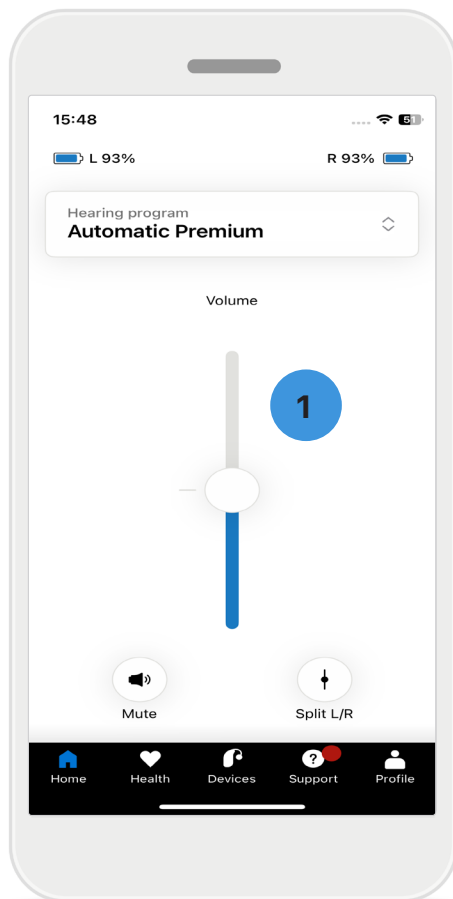 15:48 51
L 93% R 93%
Hearing program
Automatic Premium
Volume
1
Mute Split L/R
?
Home Health Devices Support Profile